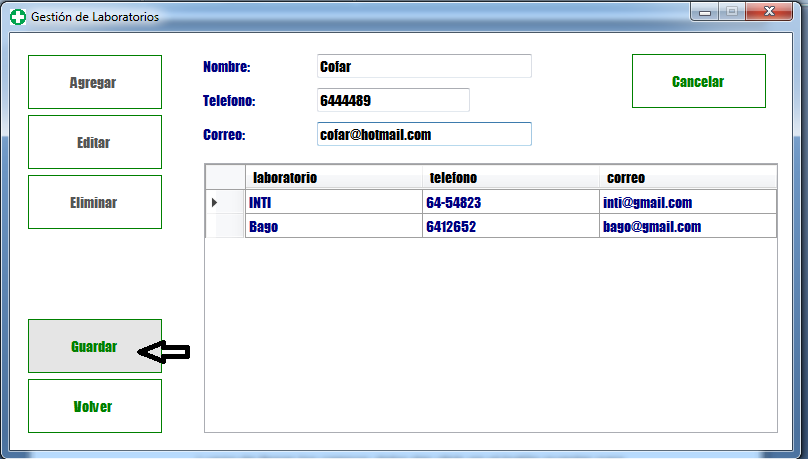 Gestión de Laboratorios
Agregar
Editar
Eliminar
Guardar
Volver
Nombre: Cofar
Telefono: 6444489
Correo: cofar@hotmail.com
Cancelar
laboratorio telefono correo
INTI 64-54823 inti@gmail.com
Bago 6412652 bago@gmail.com